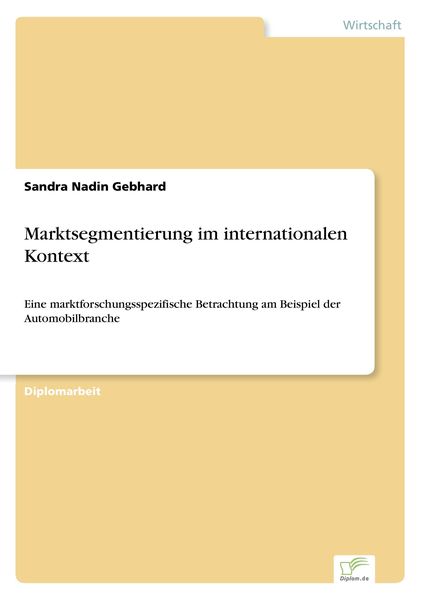 Wirtschaft
Sandra Nadin Gebhard
Marktsegmentierung im internationalen
Kontext
Eine marktforschungsspezifische Betrachtung am Beispiel der
Automobilbranche
Diplomarbeit
Diplom.de